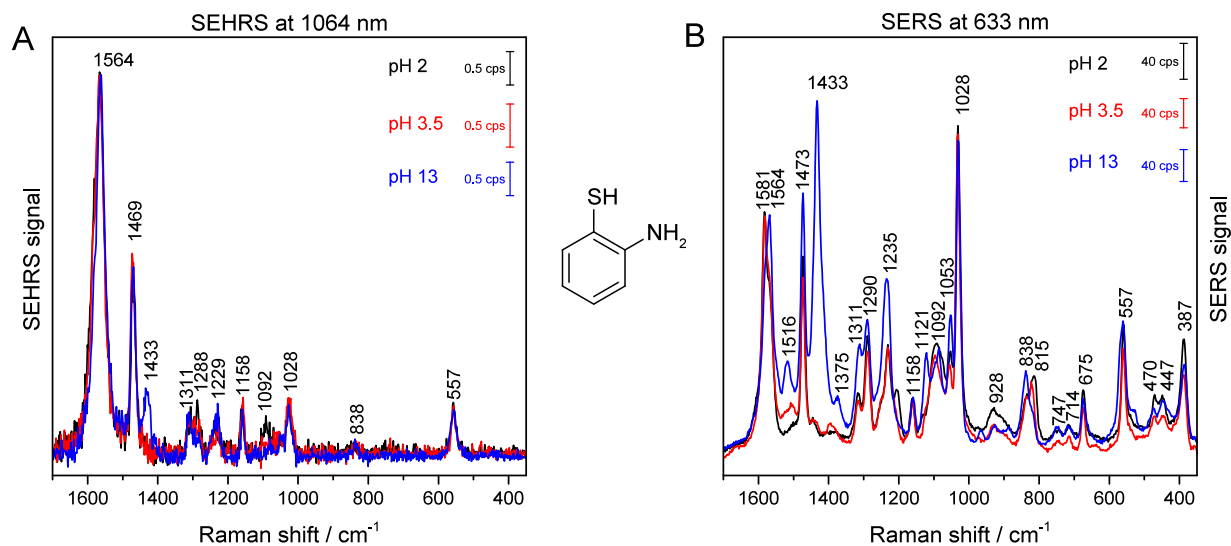 A
SEHRS at 1064 nm
1564
1469
1433
1311
1288
1229
1158
1092
1028
838
557
pH 2 0.5 cps
pH 3.5 0.5 cps
pH 13 0.5 cps
SEHRS signal
1600 1400 1200 1000 800 600 400
Raman shift / cm-1
SH
NH2
B
SERS at 633 nm
1581
1564
1516
1473
1433
1375
1311
1290
1235
1121
1158
1092
1053
1028
928
838
815
747
714
675
557
470
447
387
pH 2 40 cps
pH 3.5 40 cps
pH 13 40 cps
SERS signal
1600 1400 1200 1000 800 600 400
Raman shift / cm-1